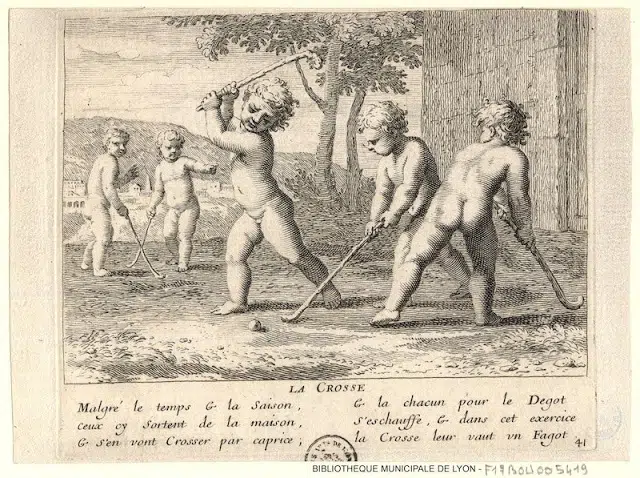 LA CROSSE
Malgré le temps & la Saison,
ceux cy Sortent de la maison,
& s'en vont Crosser par caprice;
& la chacun pour le Degot
S'eschauffe, & dans cet exercice
la Crosse leur vaut vn Fagot
41
BIBLIOTHEQUE MUNICIPALE DE LYON - F17BOU005419